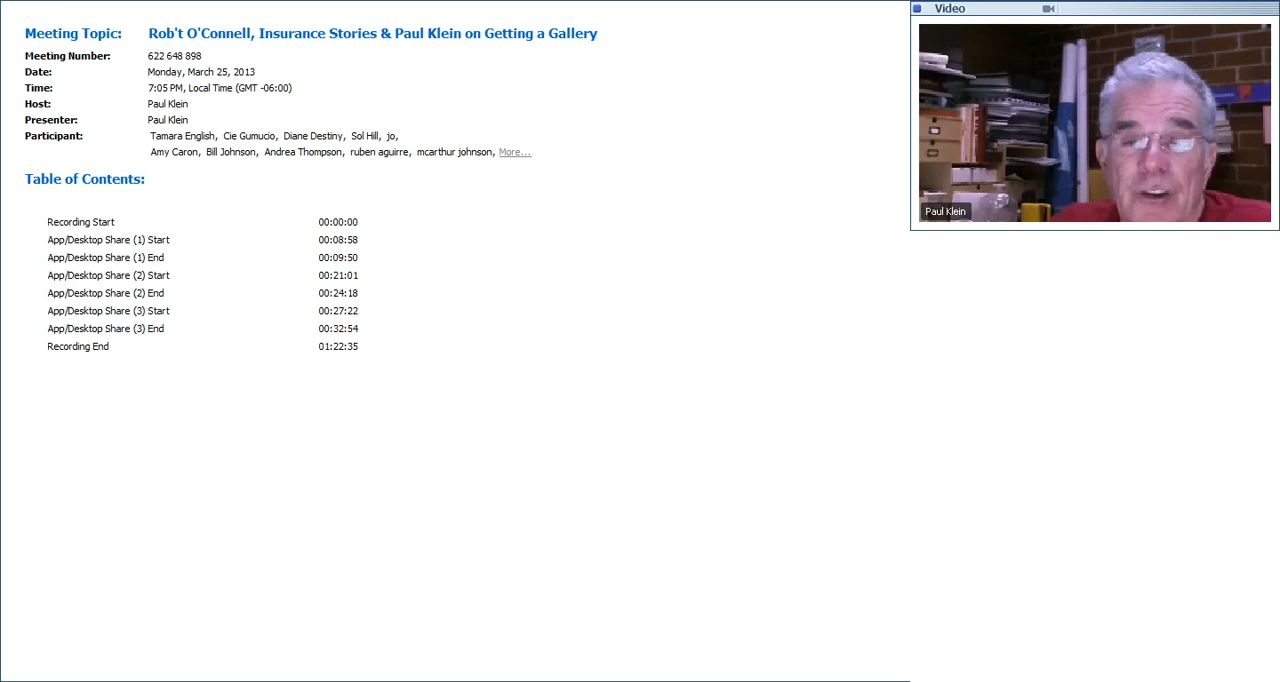 Video
Meeting Topic: Rob't O'Connell, Insurance Stories & Paul Klein on Getting a Gallery
Meeting Number: 622 648 898
Date: Monday, March 25, 2013
Time: 7:05 PM, Local Time (GMT -06:00)
Host: Paul Klein
Presenter: Paul Klein
Participant: Tamara English, Cie Gumucio, Diane Destiny, Sol Hill, jo,
Amy Caron, Bill Johnson, Andrea Thompson, ruben aguirre, mcarthur johnson, More...
Table of Contents:
Recording Start 00:00:00
App/Desktop Share (1) Start 00:08:58
App/Desktop Share (1) End 00:09:50
App/Desktop Share (2) Start 00:21:01
App/Desktop Share (2) End 00:24:18
App/Desktop Share (3) Start 00:27:22
App/Desktop Share (3) End 00:32:54
Recording End 01:22:35
Paul Klein